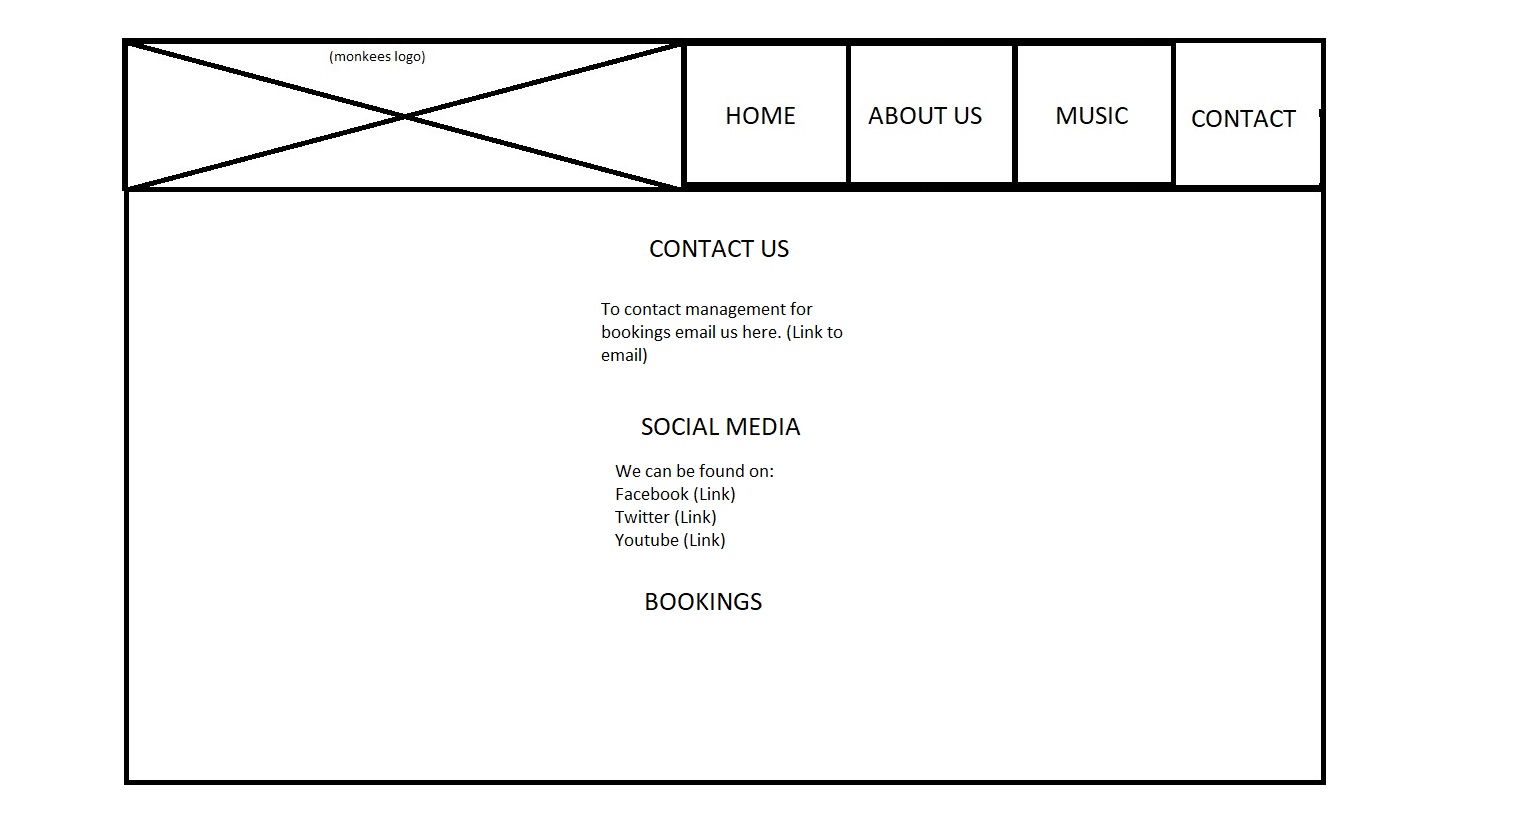 (monkees logo)
HOME
ABOUT US
MUSIC
CONTACT
CONTACT US
To contact management for
bookings email us here. (Link to
email)
SOCIAL MEDIA
We can be found on:
Facebook (Link)
Twitter (Link)
Youtube (Link)
BOOKINGS